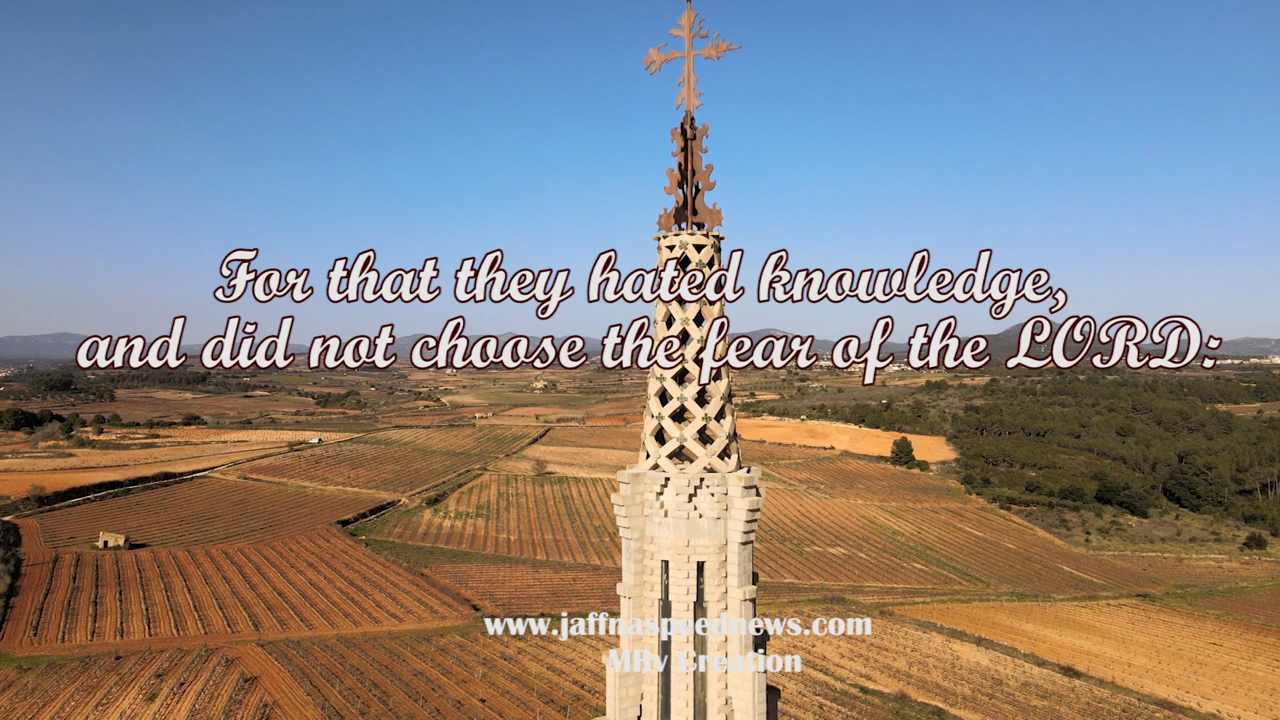 For that they hated knowledge,
and did not choose the fear of the LORD:
www.jaffnaspeednews.com
MRv Creation